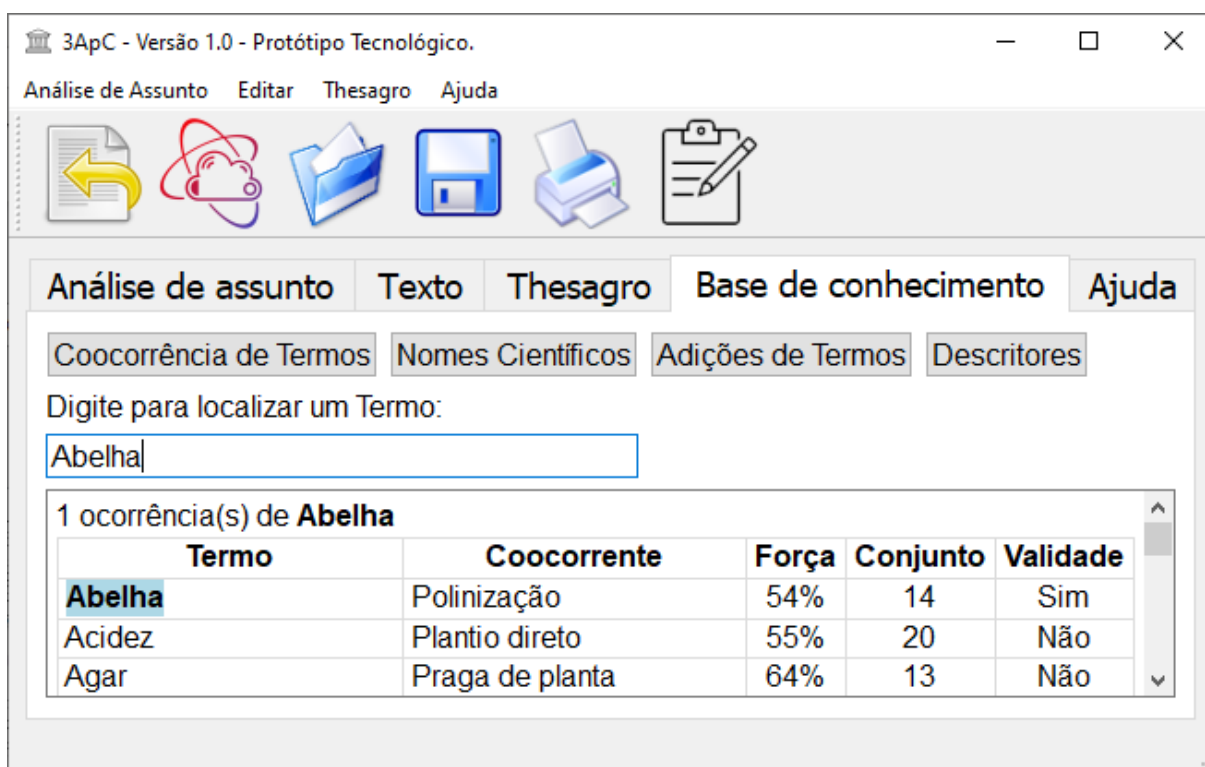 3ApC - Versão 1.0 - Protótipo Tecnológico.
Análise de Assunto Editar Thesagro Ajuda
Análise de assunto Texto Thesagro Base de conhecimento Ajuda
Coocorrência de Termos Nomes Científicos Adições de Termos Descritores
Digite para localizar um Termo:
Abelha
1 ocorrência(s) de Abelha
Termo Coocorrente Força Conjunto Validade
Abelha Polinização 54% 14 Sim
Acidez Plantio direto 55% 20 Não
Agar Praga de planta 64% 13 Não